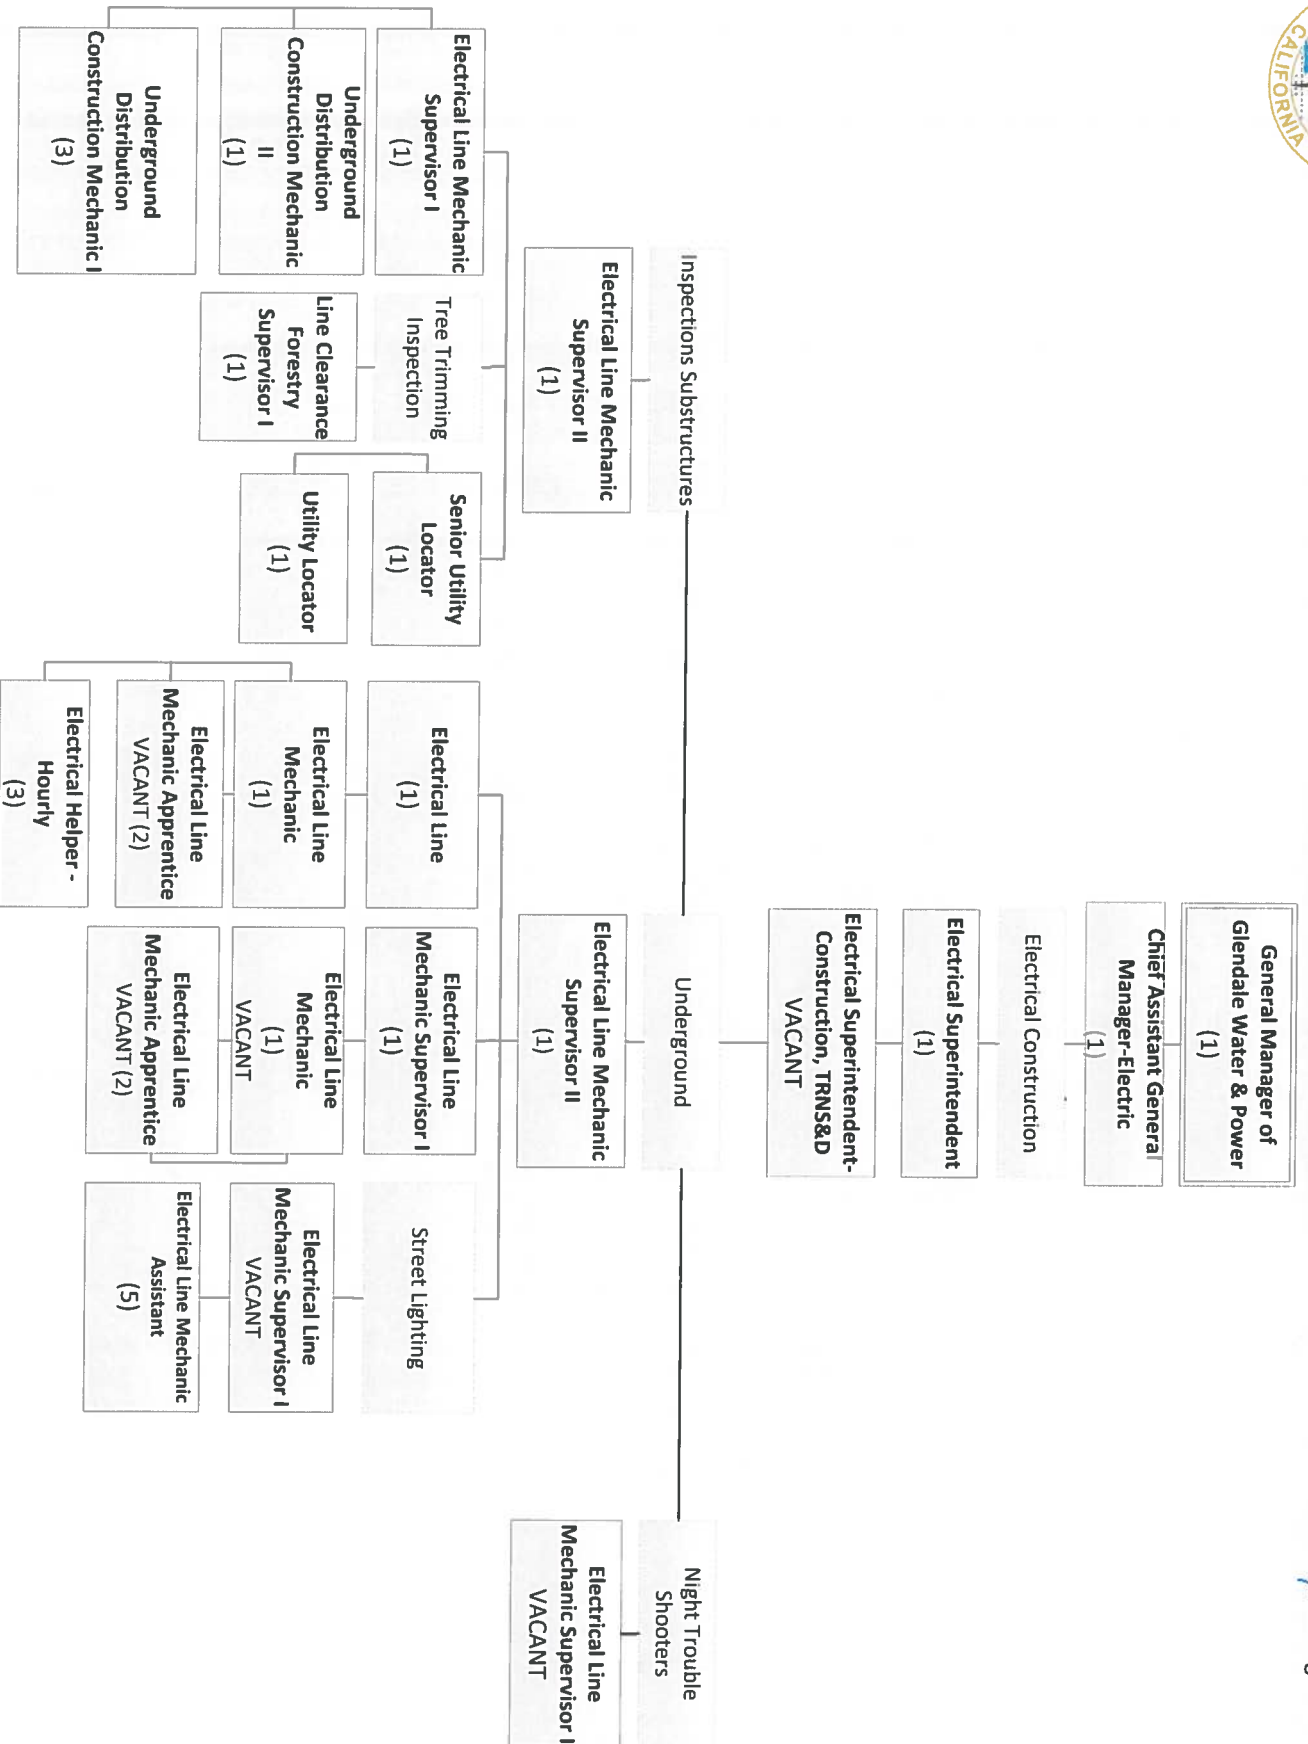 CALIFORNIA
General Manager of
Glendale Water & Power
(1)
Chief Assistant General
Manager-Electric
(1)
Electrical Construction
Electrical Superintendent
(1)
Electrical Superintendent-
Construction, TRNS&D
VACANT
Inspections Substructures
Underground
Night Trouble
Shooters
Electrical Line Mechanic
Supervisor II
(1)
Electrical Line Mechanic
Supervisor II
(1)
Electrical Line
Mechanic Supervisor I
VACANT
Electrical Line Mechanic
Supervisor I
(1)
Underground
Distribution
Construction Mechanic
II
(1)
Underground
Distribution
Construction Mechanic I
(3)
Tree Trimming
Inspection
Line Clearance
Forestry
Supervisor I
(1)
Senior Utility
Locator
(1)
Utility Locator
(1)
Electrical Line
(1)
Electrical Line
Mechanic
(1)
Electrical Line
Mechanic Apprentice
VACANT (2)
Electrical Helper -
Hourly
(3)
Electrical Line
Mechanic Supervisor I
(1)
Electrical Line
Mechanic
(1)
VACANT
Electrical Line
Mechanic Apprentice
VACANT (2)
Street Lighting
Electrical Line
Mechanic Supervisor I
VACANT
Electrical Line Mechanic
Assistant
(5)